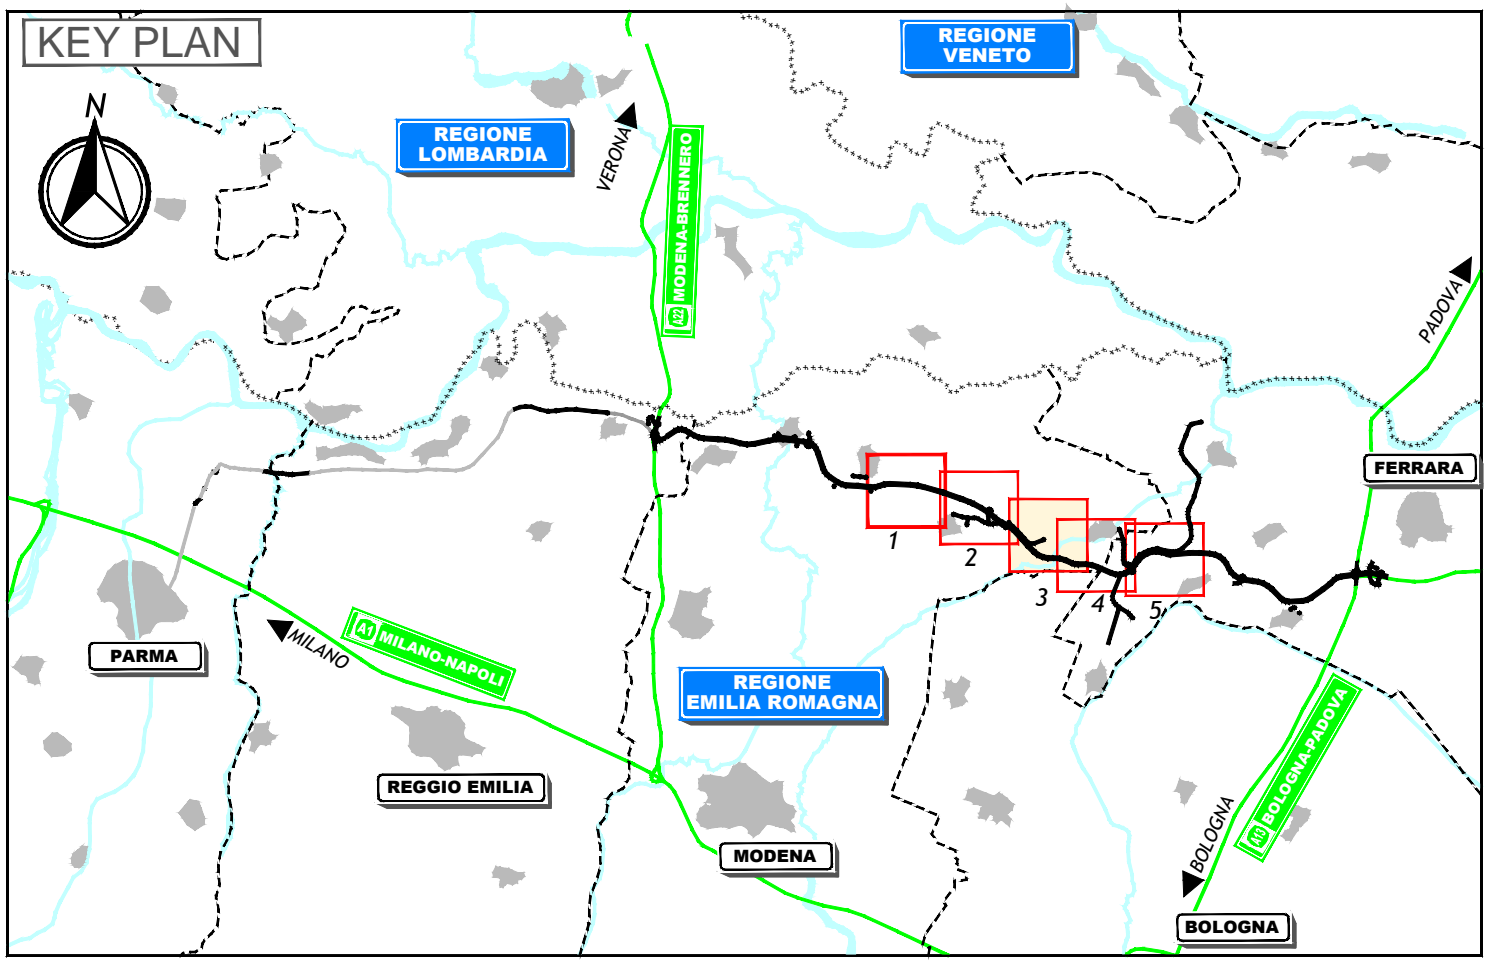 KEY PLAN
N
REGIONE
VENETO
REGIONE
LOMBARDIA
VERONA
A22 MODENA-BRENNERO
PADOVA
FERRARA
1
2
3
4
5
PARMA
MILANO
A1 MILANO-NAPOLI
REGIONE
EMILIA ROMAGNA
REGGIO EMILIA
MODENA
A13 BOLOGNA-PADOVA
BOLOGNA
BOLOGNA